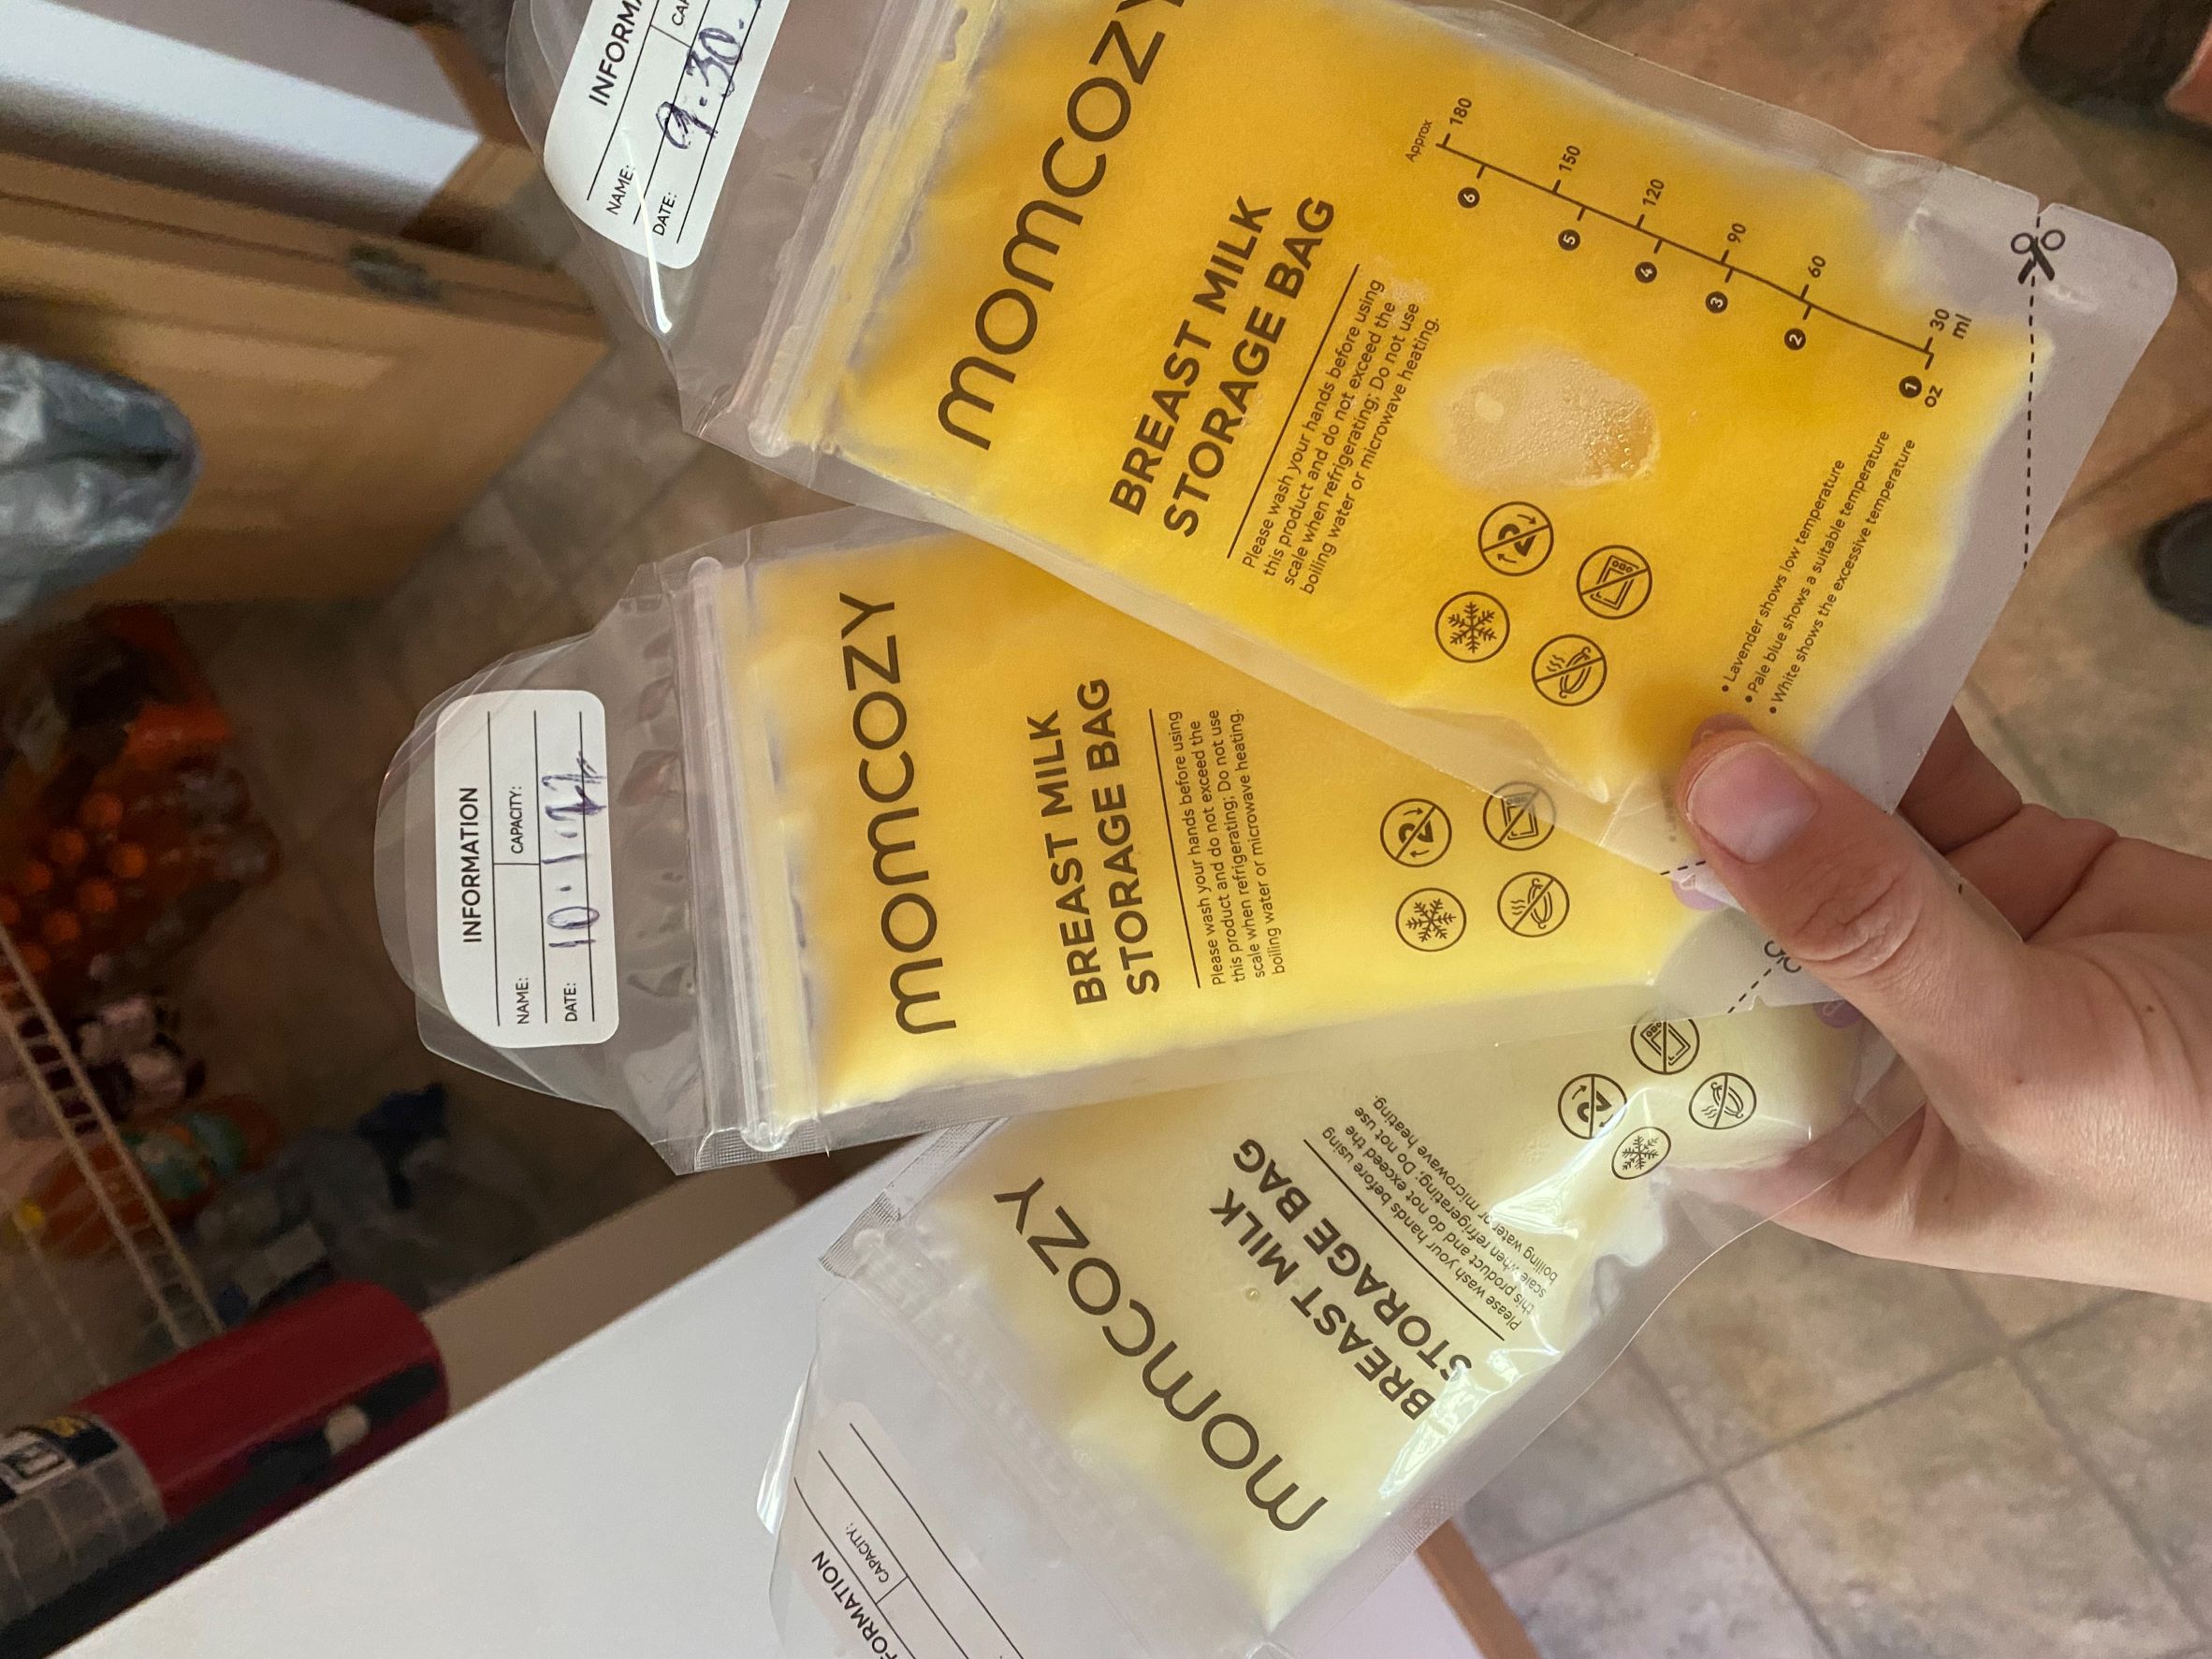 INFORMA
CA
NAME:
DATE: 9.30.
momcozy
BREAST MILK
STORAGE BAG
Please wash your hands before using
this product and do not exceed the
scale when refrigerating; Do not use
boiling water or microwave heating.
Approx
180
6
150
5
120
4
90
3
60
2
30
1
ml
oz
• Lavender shows low temperature
• Pale blue shows a suitable temperature
• White shows the excessive temperature
INFORMATION
NAME:
CAPACITY:
DATE: 10.1.22
momcozy
BREAST MILK
STORAGE BAG
Please wash your hands before using
this product and do not exceed the
scale when refrigerating; Do not use
boiling water or microwave heating.
FORMATION
CAPACITY:
momcozy
BREAST MILK
STORAGE BAG
Please wash your hands before using
this product and do not exceed the
scale when refrigerating; Do not use
boiling water or microwave heating.